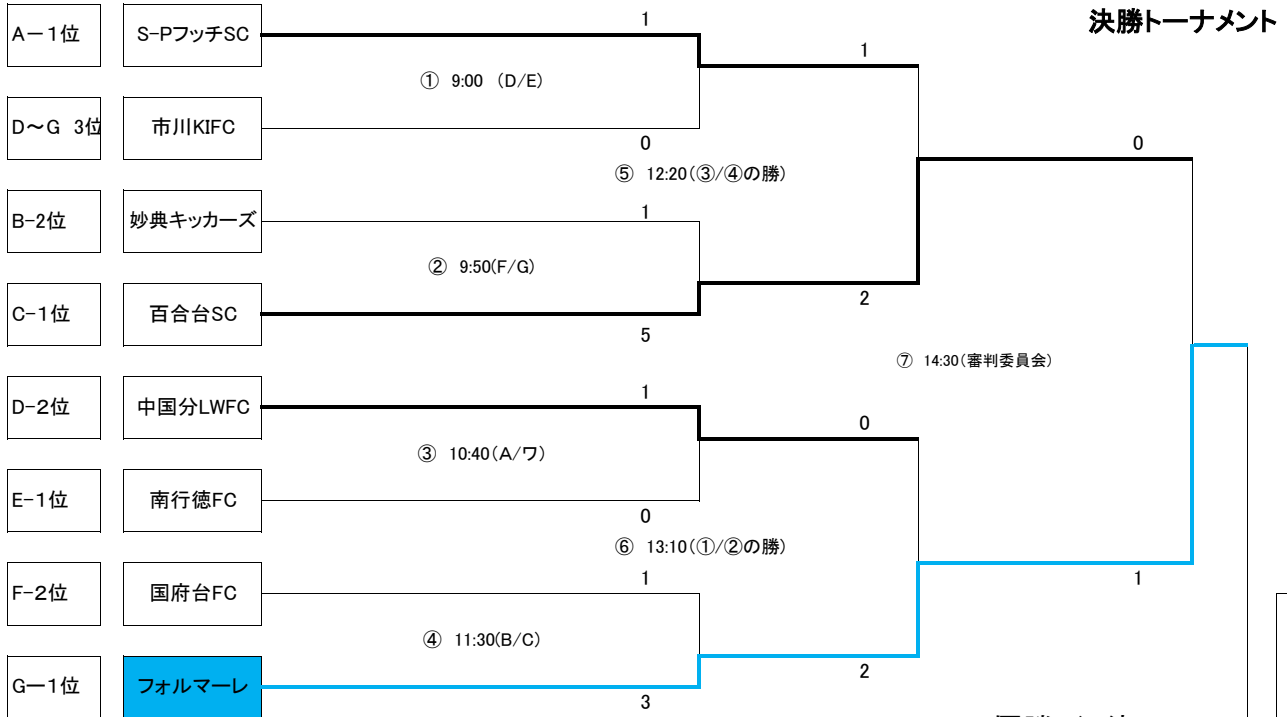 決勝トーナメント
A－1位 S-PフッチSC
1
1
① 9:00 (D/E)
D～G 3位 市川KIFC
0
0
⑤ 12:20(③/④の勝)
B-2位 妙典キッカーズ
1
② 9:50(F/G)
C-1位 百合台SC
2
5
⑦ 14:30(審判委員会)
D-2位 中国分LWFC
1
0
③ 10:40(A/ワ)
E-1位 南行徳FC
0
⑥ 13:10(①/②の勝)
F-2位 国府台FC
1
1
④ 11:30(B/C)
G－1位 フォルマーレ
2
3